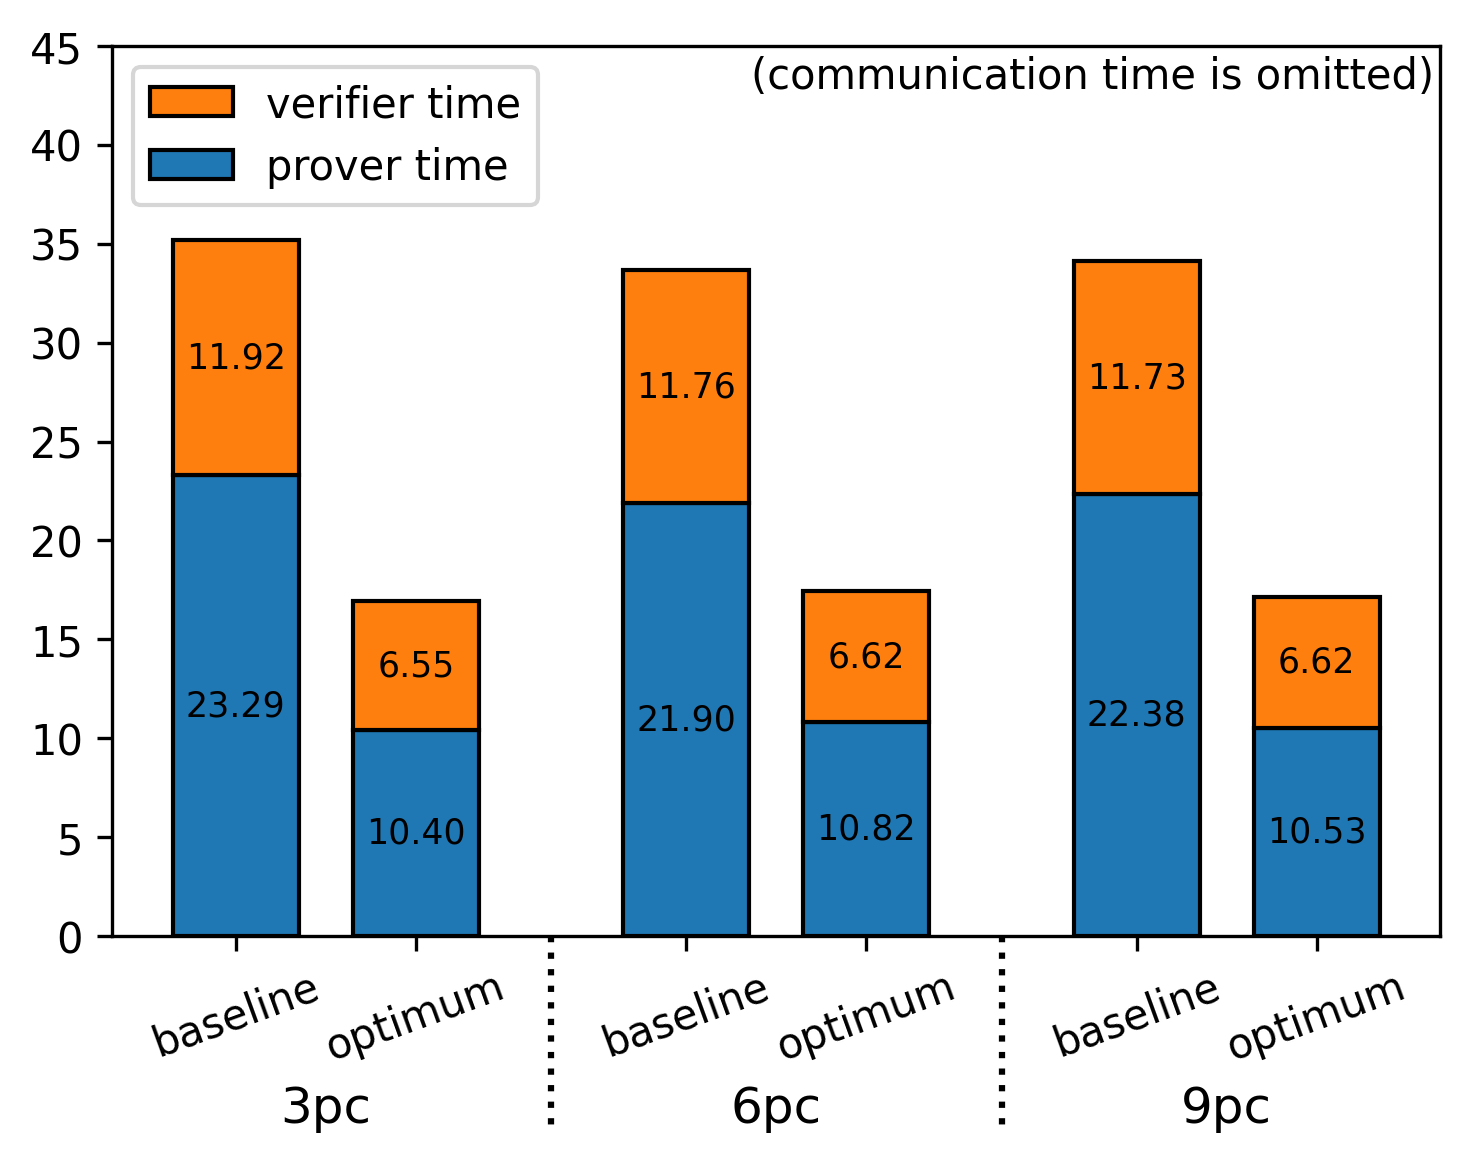 45
(communication time is omitted)
verifier time
prover time
40
35
30
25
20
15
10
5
0
11.92
11.76
11.73
6.55
6.62
6.62
23.29
21.90
22.38
10.40
10.82
10.53
baseline
optimum
baseline
optimum
baseline
optimum
3pc
6pc
9pc